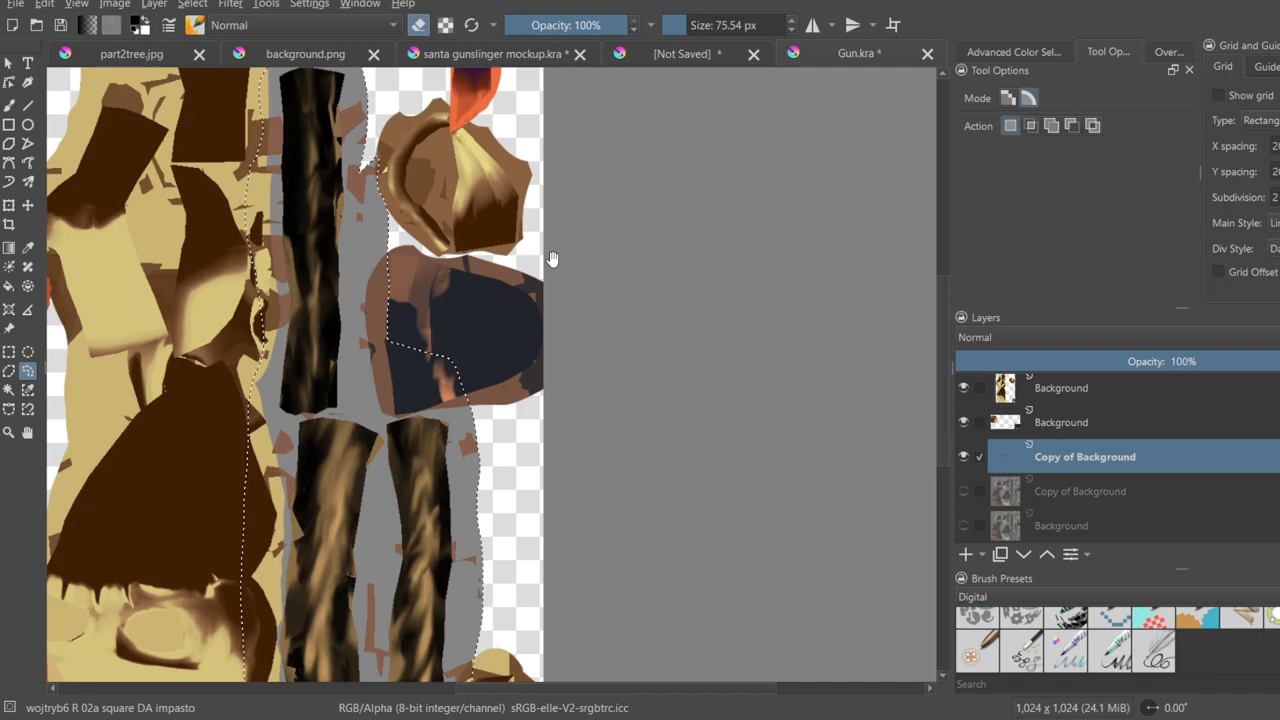 File Edit View Image Layer Select Filter Tools Settings Window Help
Normal Opacity: 100% Size: 75.54 px
part2tree.jpg background.png santa gunslinger mockup.kra * [Not Saved] * Gun.kra *
Advanced Color Sel... Tool Op... Over...
Tool Options
Mode
Action
Grid and Guide
Grid Guide
Show grid
Type: Rectang
X spacing: 2
Y spacing: 2
Subdivision: 2
Main Style: Li
Div Style: Da
Grid Offset
Layers
Normal
Opacity: 100%
Background
Background
Copy of Background
Copy of Background
Background
Brush Presets
Digital
Search
wojtryb6 R 02a square DA impasto RGB/Alpha (8-bit integer/channel) sRGB-elle-V2-srgbtrc.icc 1,024 x 1,024 (24.1 MiB) 0.00°